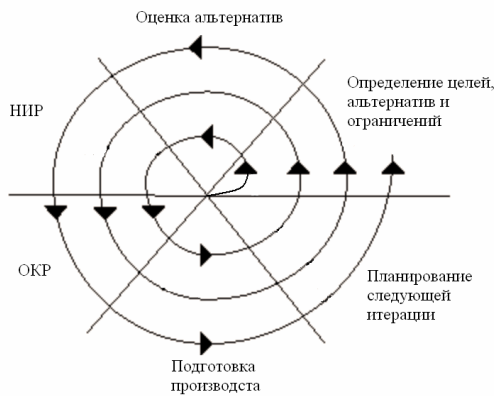 Оценка альтернатив
Определение целей,
альтернатив и
ограничений
НИР
ОКР
Планирование
следующей
итерации
Подготовка
производста